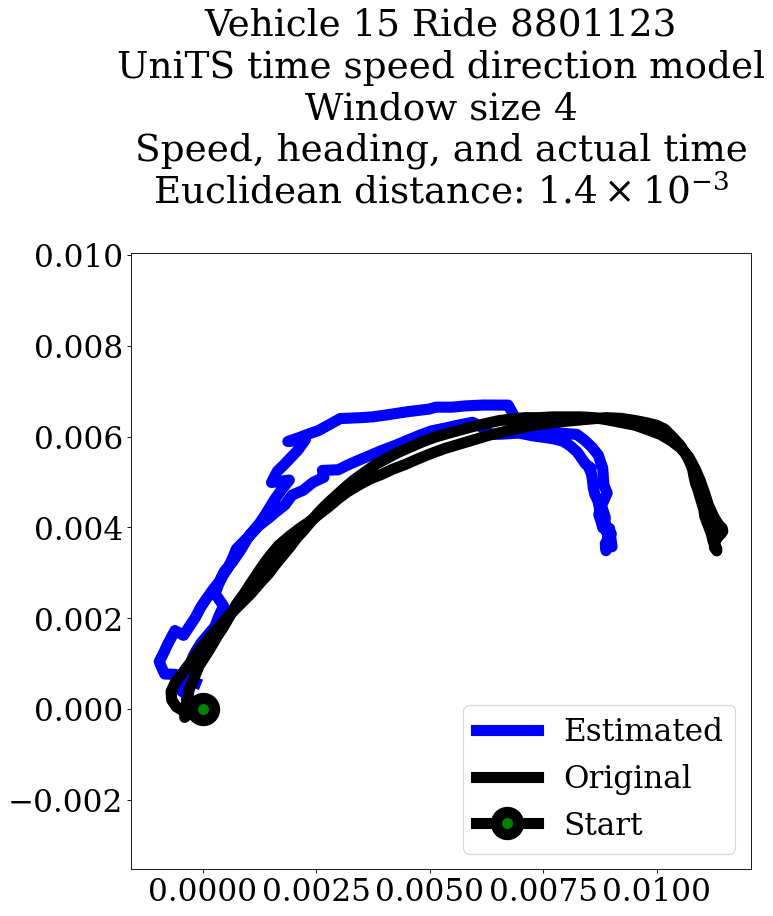 Vehicle 15 Ride 8801123
UniTS time speed direction model
Window size 4
Speed, heading, and actual time
Euclidean distance: 1.4 × 10⁻³
0.010
0.008
0.006
0.004
0.002
0.000
−0.002
Estimated
Original
Start
0.0000 0.0025 0.0050 0.0075 0.0100